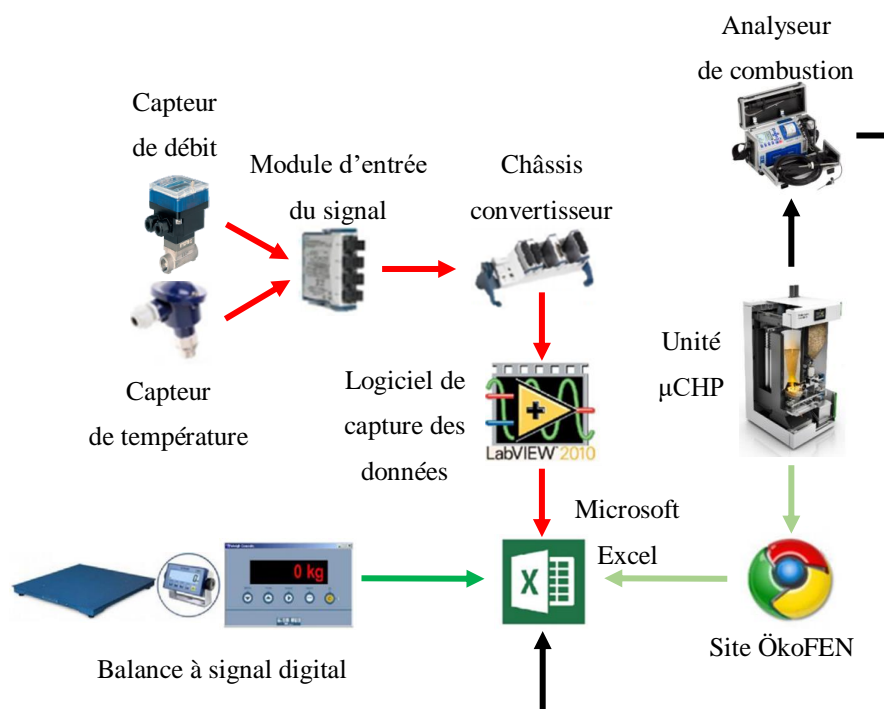 Analyseur
de combustion
Capteur
de débit
Module d'entrée
du signal
Châssis
convertisseur
Capteur
de température
Logiciel de
capture des
données
LabVIEW 2010
Unité
μCHP
Microsoft
Excel
0 kg
Balance à signal digital
Site ÖkoFEN